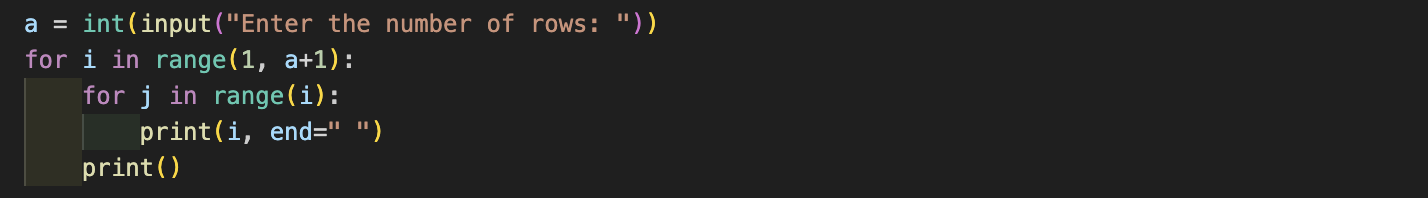 a = int(input("Enter the number of rows: "))
for i in range(1, a+1):
    for j in range(i):
        print(i, end=" ")
    print()